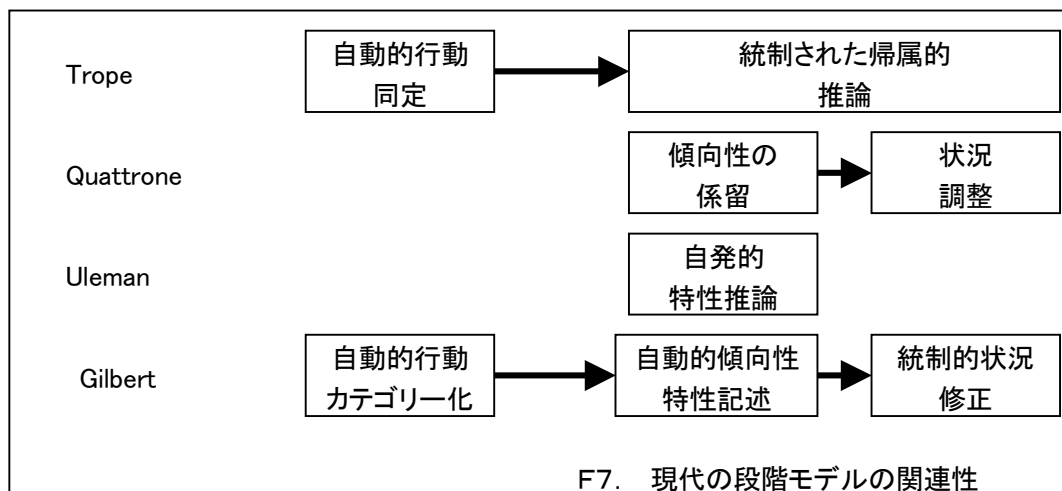 Trope
自動的行動
同定
統制された帰属的
推論
Quattrone
傾向性の
係留
状況
調整
Uleman
自発的
特性推論
Gilbert
自動的行動
カテゴリー化
自動的傾向性
特性記述
統制的状況
修正
F7. 現代の段階モデルの関連性